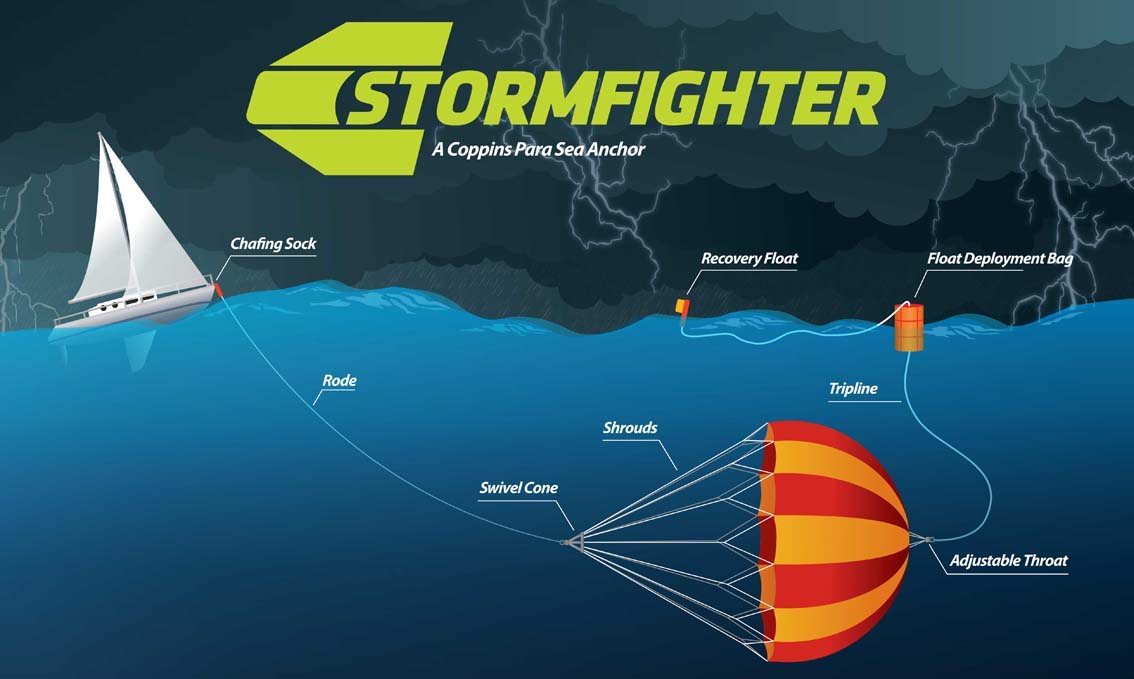 STORMFIGHTER
A Coppins Para Sea Anchor
Chafing Sock
Recovery Float
Float Deployment Bag
Rode
Tripline
Shrouds
Swivel Cone
Adjustable Throat